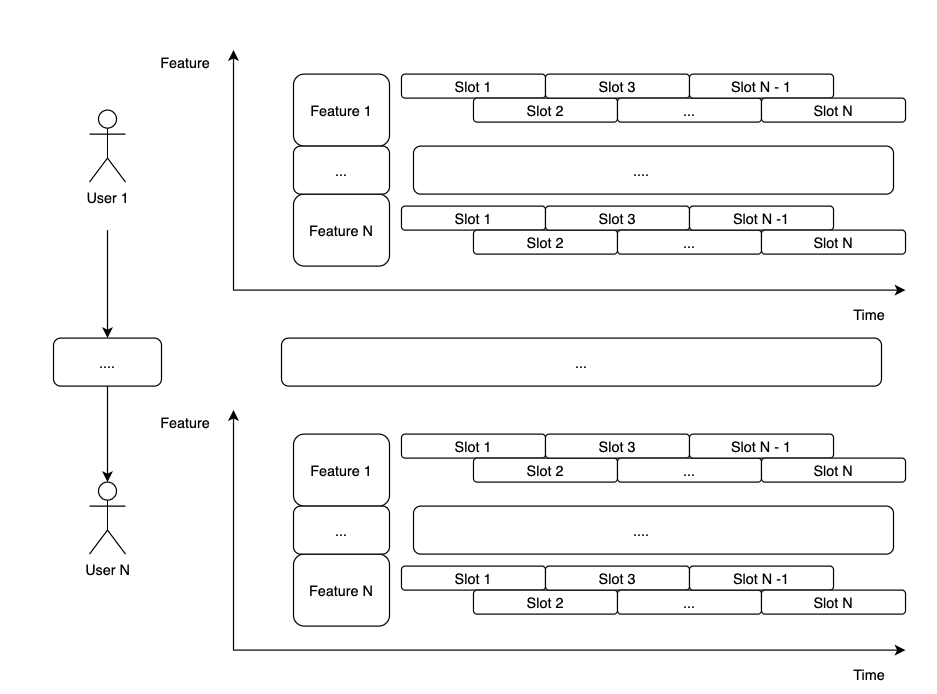 Feature
Slot 1 Slot 3 Slot N - 1
Feature 1
Slot 2 ... Slot N
User 1
... ....
Slot 1 Slot 3 Slot N -1
Feature N
Slot 2 ... Slot N
Time
.... ...
Feature
Slot 1 Slot 3 Slot N - 1
Feature 1
Slot 2 ... Slot N
... ....
User N
Slot 1 Slot 3 Slot N -1
Feature N
Slot 2 ... Slot N
Time